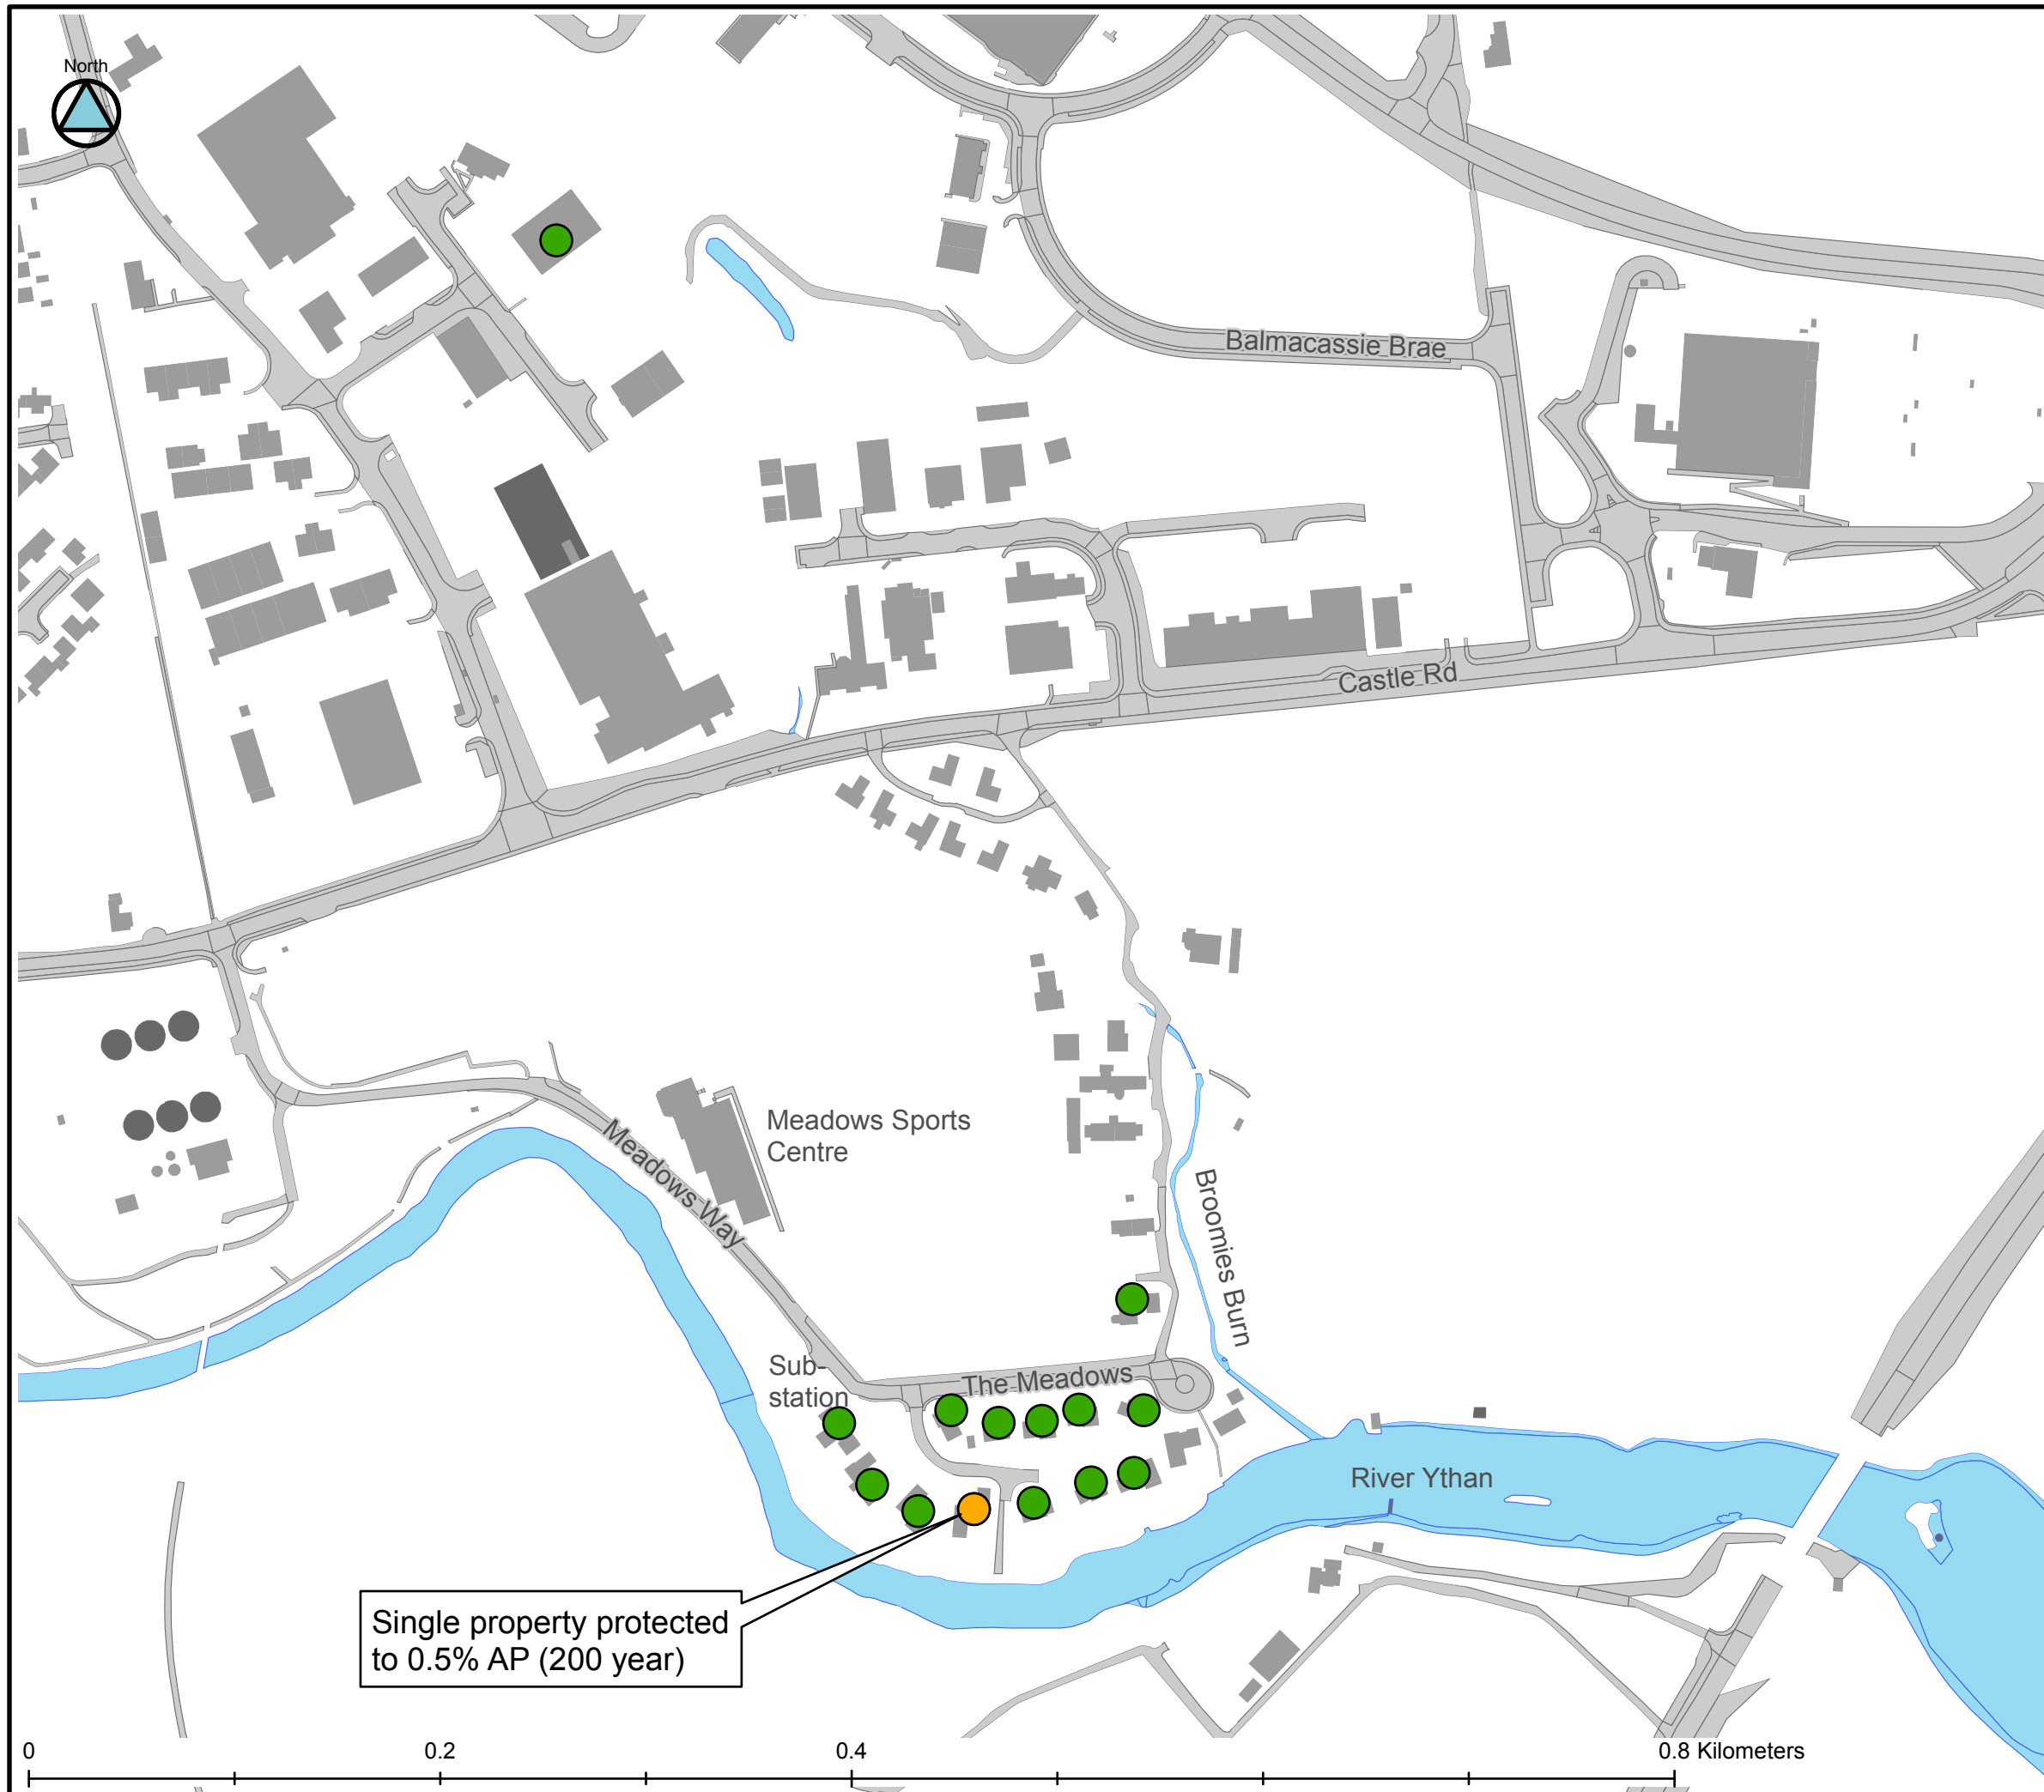 North
Balmacassie Brae
Castle Rd
Meadows Sports
Centre
Meadows Way
Broomies Burn
Sub-
station
The Meadows
River Ythan
Single property protected
to 0.5% AP (200 year)
0
0.2
0.4
0.8 Kilometers